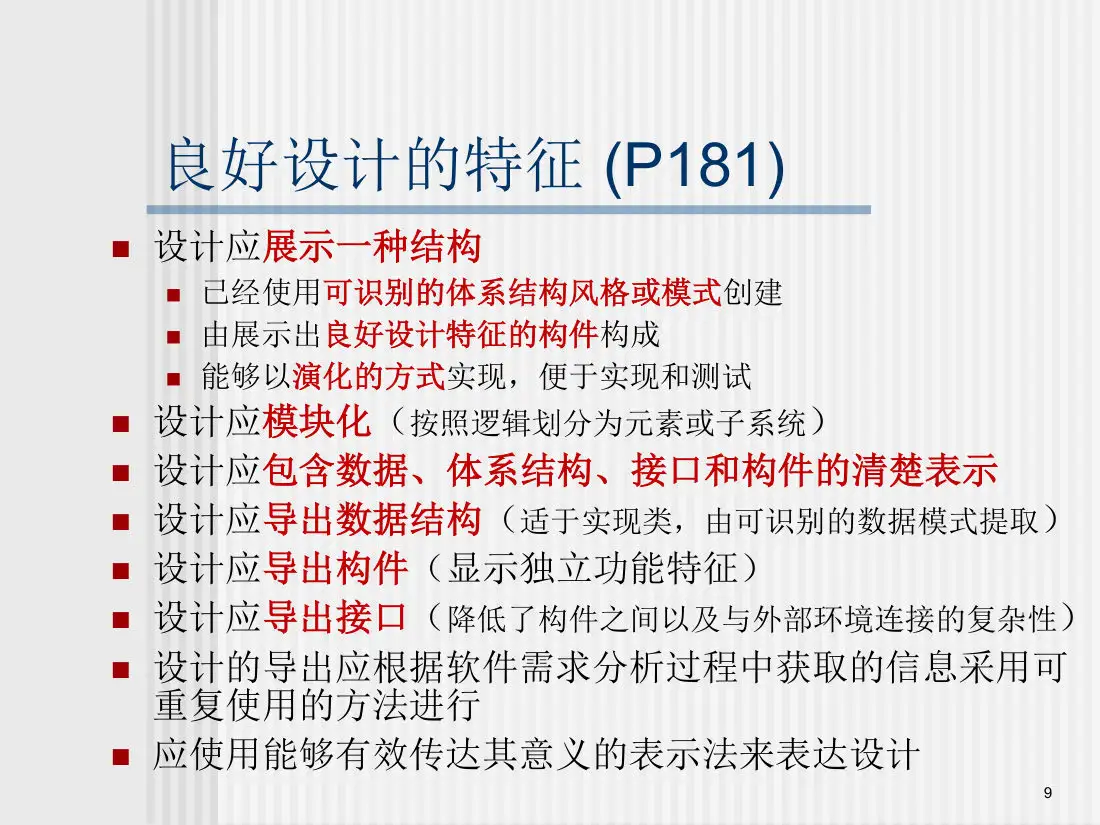 良好设计的特征 (P181)
设计应展示一种结构
已经使用可识别的体系结构风格或模式创建
由展示出良好设计特征的构件构成
能够以演化的方式实现，便于实现和测试
设计应模块化（按照逻辑划分为元素或子系统）
设计应包含数据、体系结构、接口和构件的清楚表示
设计应导出数据结构（适于实现类，由可识别的数据模式提取）
设计应导出构件（显示独立功能特征）
设计应导出接口（降低了构件之间以及与外部环境连接的复杂性）
设计的导出应根据软件需求分析过程中获取的信息采用可
重复使用的方法进行
应使用能够有效传达其意义的表示法来表达设计
9